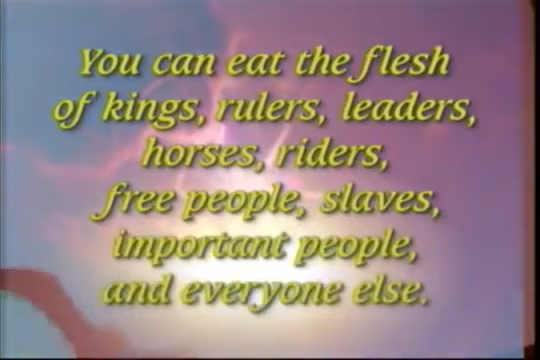 You can eat the flesh
of kings, rulers, leaders,
horses, riders,
free people, slaves,
important people,
and everyone else.